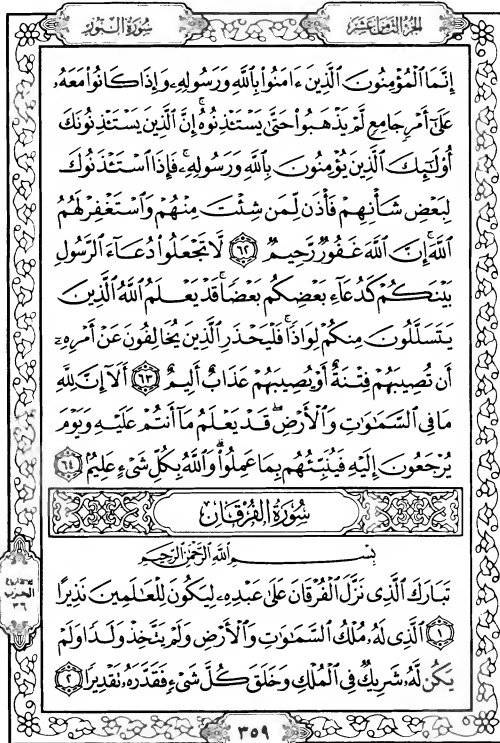 الجزء الثامن عشر
سورة النور
إِنَّمَا ٱلْمُؤْمِنُونَ ٱلَّذِينَ ءَامَنُوا۟ بِٱللَّهِ وَرَسُولِهِۦ وَإِذَا كَانُوا۟ مَعَهُۥ
عَلَىٰٓ أَمْرٍ جَامِعٍ لَّمْ يَذْهَبُوا۟ حَتَّىٰ يَسْتَـْٔذِنُوهُ ۚ إِنَّ ٱلَّذِينَ يَسْتَـْٔذِنُونَكَ
أُو۟لَـٰٓئِكَ ٱلَّذِينَ يُؤْمِنُونَ بِٱللَّهِ وَرَسُولِهِۦ ۚ فَإِذَا ٱسْتَـْٔذَنُوكَ
لِبَعْضِ شَأْنِهِمْ فَأْذَن لِّمَن شِئْتَ مِنْهُمْ وَٱسْتَغْفِرْ لَهُمُ
ٱللَّهَ ۚ إِنَّ ٱللَّهَ غَفُورٌ رَّحِيمٌ ٦٢ لَّا تَجْعَلُوا۟ دُعَآءَ ٱلرَّسُولِ
بَيْنَكُمْ كَدُعَآءِ بَعْضِكُم بَعْضًا ۚ قَدْ يَعْلَمُ ٱللَّهُ ٱلَّذِينَ
يَتَسَلَّلُونَ مِنكُمْ لِوَاذًا ۚ فَلْيَحْذَرِ ٱلَّذِينَ يُخَالِفُونَ عَنْ أَمْرِهِۦٓ
أَن تُصِيبَهُمْ فِتْنَةٌ أَوْ يُصِيبَهُمْ عَذَابٌ أَلِيمٌ ٦٣ أَلَآ إِنَّ لِلَّهِ
مَا فِى ٱلسَّمَـٰوَٰتِ وَٱلْأَرْضِ ۖ قَدْ يَعْلَمُ مَآ أَنتُمْ عَلَيْهِ وَيَوْمَ
يُرْجَعُونَ إِلَيْهِ فَيُنَبِّئُهُم بِمَا عَمِلُوا۟ ۗ وَٱللَّهُ بِكُلِّ شَىْءٍ عَلِيمٌۢ ٦٤
سُورَةُ الفُرْقَانِ
بِسْمِ ٱللَّهِ ٱلرَّحْمَـٰنِ ٱلرَّحِيمِ
تَبَارَكَ ٱلَّذِى نَزَّلَ ٱلْفُرْقَانَ عَلَىٰ عَبْدِهِۦ لِيَكُونَ لِلْعَـٰلَمِينَ نَذِيرًا
١ ٱلَّذِى لَهُۥ مُلْكُ ٱلسَّمَـٰوَٰتِ وَٱلْأَرْضِ وَلَمْ يَتَّخِذْ وَلَدًا وَلَمْ
يَكُن لَّهُۥ شَرِيكٌ فِى ٱلْمُلْكِ وَخَلَقَ كُلَّ شَىْءٍ فَقَدَّرَهُۥ تَقْدِيرًا ٢
الحزب
٣٦
٣٥٩